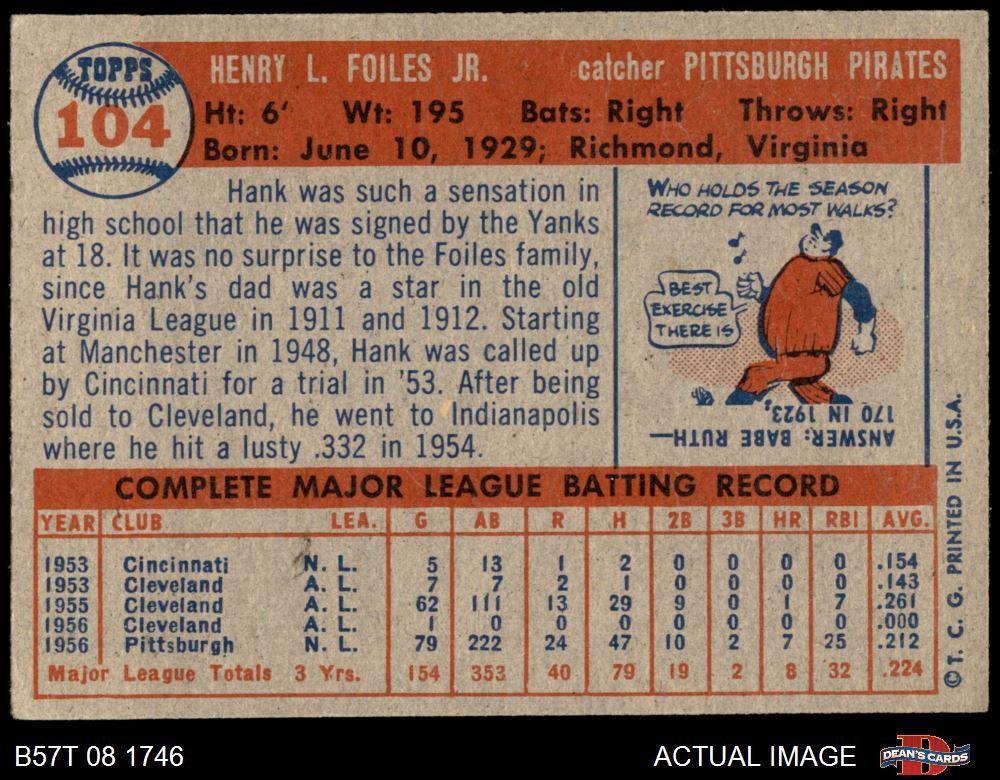 TOPPS
104
HENRY L. FOILES JR. catcher PITTSBURGH PIRATES
Ht: 6' Wt: 195 Bats: Right Throws: Right
Born: June 10, 1929; Richmond, Virginia
Hank was such a sensation in
high school that he was signed by the Yanks
at 18. It was no surprise to the Foiles family,
since Hank's dad was a star in the old
Virginia League in 1911 and 1912. Starting
at Manchester in 1948, Hank was called up
by Cincinnati for a trial in '53. After being
sold to Cleveland, he went to Indianapolis
where he hit a lusty .332 in 1954.
WHO HOLDS THE SEASON
RECORD FOR MOST WALKS?
BEST
EXERCISE
THERE IS
ANSWER: BABE RUTH—
170 IN 1923,
COMPLETE MAJOR LEAGUE BATTING RECORD
YEAR CLUB LEA. G AB R H 2B 3B HR RBI AVG.
1953 Cincinnati N. L. 5 13 1 2 0 0 0 0 .154
1953 Cleveland A. L. 7 7 2 1 0 0 0 0 .143
1955 Cleveland A. L. 62 111 13 29 9 0 1 7 .261
1956 Cleveland A. L. 1 0 0 0 0 0 0 0 .000
1956 Pittsburgh N. L. 79 222 24 47 10 2 7 25 .212
Major League Totals 3 Yrs. 154 353 40 79 19 2 8 32 .224
© T. C. G. PRINTED IN U.S.A.
B57T 08 1746 ACTUAL IMAGE DEAN'S CARDS